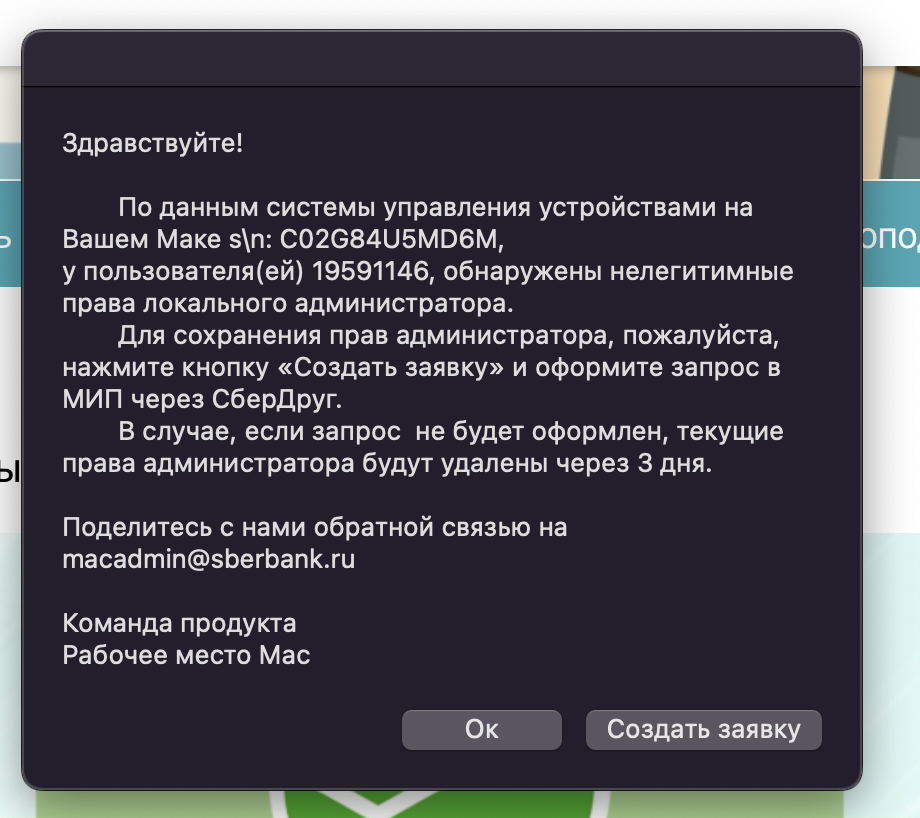 Здравствуйте!
По данным системы управления устройствами на
Вашем Маке s\n: C02G84U5MD6M,
у пользователя(ей) 19591146, обнаружены нелегитимные
права локального администратора.
Для сохранения прав администратора, пожалуйста,
нажмите кнопку «Создать заявку» и оформите запрос в
МИП через СберДруг.
В случае, если запрос  не будет оформлен, текущие
права администратора будут удалены через 3 дня.
Поделитесь с нами обратной связью на
macadmin@sberbank.ru
Команда продукта
Рабочее место Mac
Ок
Создать заявку